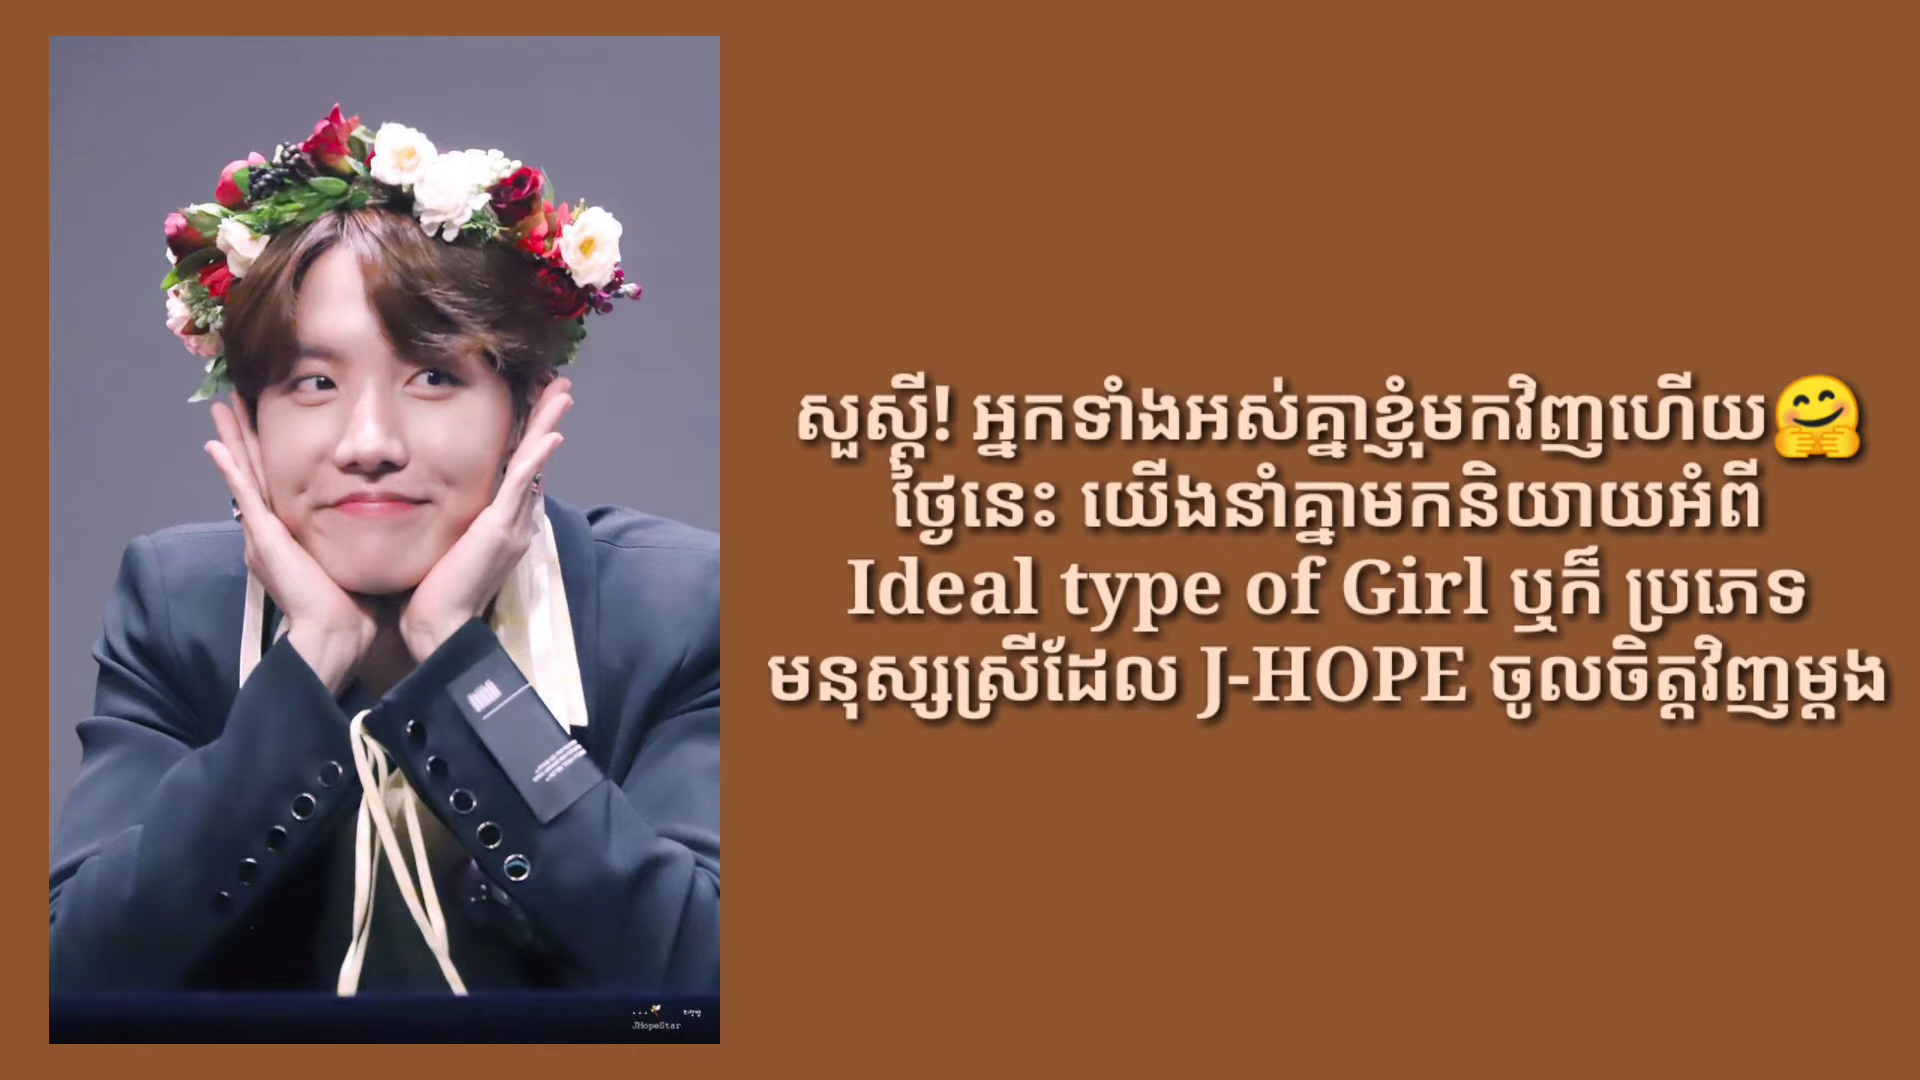 សួស្តី! អ្នកទាំងអស់គ្នាខ្ញុំមកវិញហើយ🤗
ថ្ងៃនេះ យើងនាំគ្នាមកនិយាយអំពី
Ideal type of Girl ឬក៏ ប្រភេទ
មនុស្សស្រីដែល J-HOPE ចូលចិត្តវិញម្តង
JHopeStar